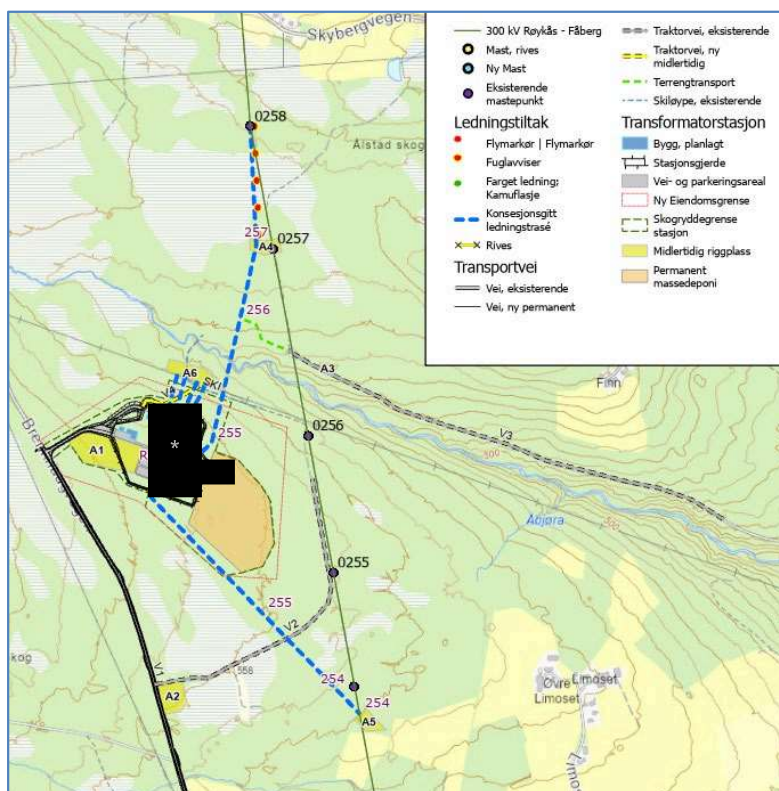 Skybergvegen
0258
Ålstad skog
257
A4
0257
256
A6
SKI
A3
Finn
V3
509
255
0256
*
A1
R
Åbjøra
0255
255
V2
556
V1
skog
A2
254
254
A5
Øvre
Limoset
300 kV Røykås - Fåberg
Mast, rives
Ny Mast
Eksisterende
mastepunkt
Ledningstiltak
Flymarkør | Flymarkør
Fuglavviser
Farget ledning;
Kamuflasje
Konsesjonsgitt
ledningstrasé
Rives
Transportvei
Vei, eksisterende
Vei, ny permanent
Traktorvei, eksisterende
Traktorvei, ny
midlertidig
Terrengtransport
Skiløype, eksisterende
Transformatorstasjon
Bygg, planlagt
Stasjonsgjerde
Vei- og parkeringsareal
Ny Eiendomsgrense
Skogryddegrense
stasjon
Midlertidig riggplass
Permanent
massedeponi